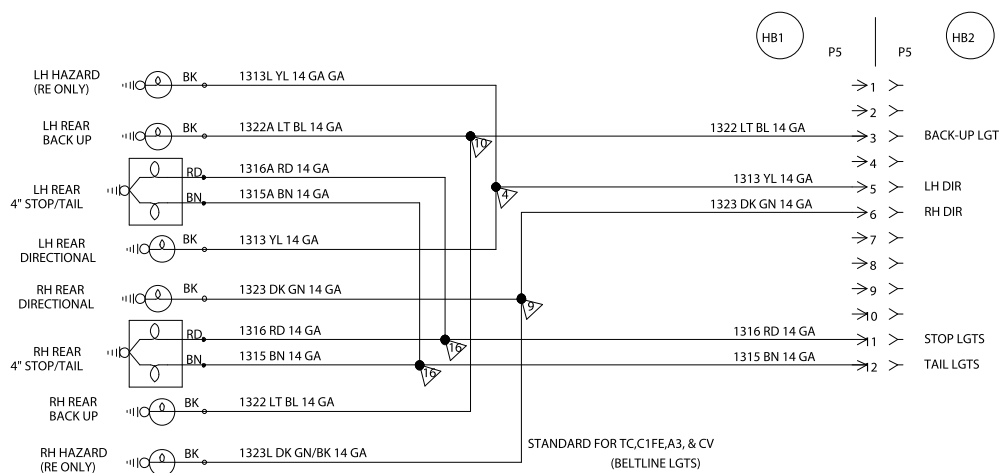 HB1
P5
P5
HB2
LH HAZARD
(RE ONLY)
BK
1313L YL 14 GA GA
1
2
LH REAR
BACK UP
BK
1322A LT BL 14 GA
10
1322 LT BL 14 GA
3
BACK-UP LGT
4
LH REAR
4" STOP/TAIL
RD
1316A RD 14 GA
BN
1315A BN 14 GA
4
1313 YL 14 GA
5
LH DIR
1323 DK GN 14 GA
6
RH DIR
LH REAR
DIRECTIONAL
BK
1313 YL 14 GA
7
8
RH REAR
DIRECTIONAL
BK
1323 DK GN 14 GA
9
9
10
RH REAR
4" STOP/TAIL
RD
1316 RD 14 GA
16
1316 RD 14 GA
11
STOP LGTS
BN
1315 BN 14 GA
16
1315 BN 14 GA
12
TAIL LGTS
RH REAR
BACK UP
BK
1322 LT BL 14 GA
RH HAZARD
(RE ONLY)
BK
1323L DK GN/BK 14 GA
STANDARD FOR TC,C1FE,A3, & CV
(BELTLINE LGTS)